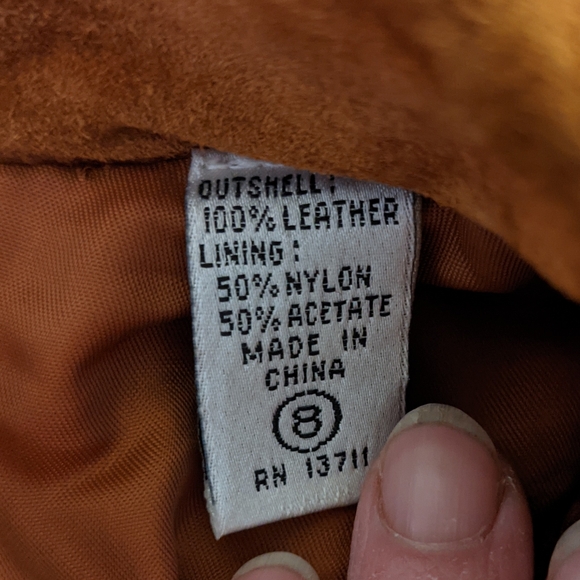 OUTSHELL:
100% LEATHER
LINING:
50% NYLON
50% ACETATE
MADE IN
CHINA
8
RN 13711